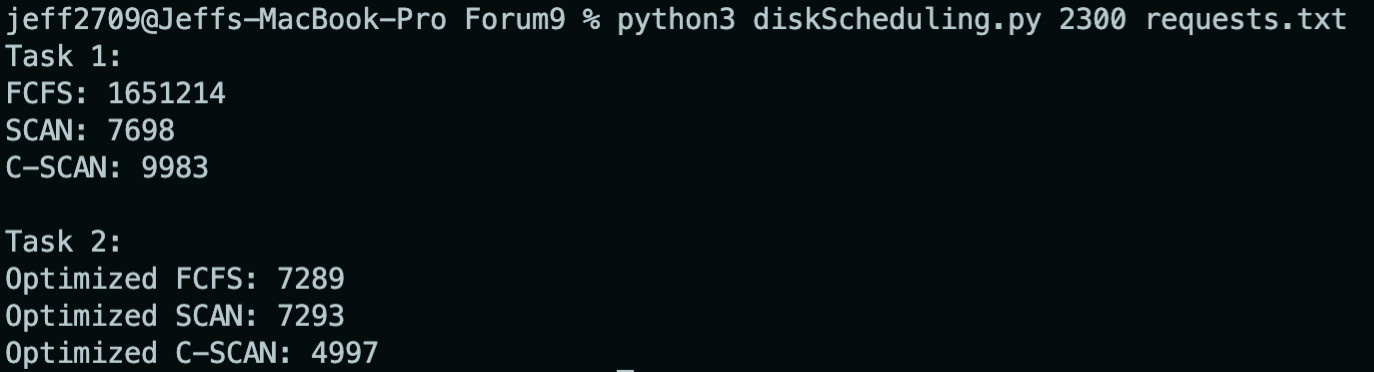 jeff2709@Jeffs-MacBook-Pro Forum9 % python3 diskScheduling.py 2300 requests.txt
Task 1:
FCFS: 1651214
SCAN: 7698
C-SCAN: 9983
Task 2:
Optimized FCFS: 7289
Optimized SCAN: 7293
Optimized C-SCAN: 4997